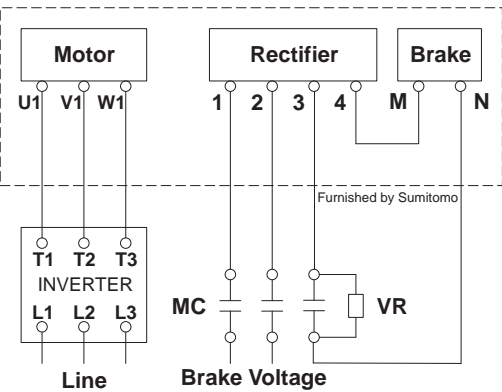 Motor Rectifier Brake
U1 V1 W1 1 2 3 4 M N
Furnished by Sumitomo
T1 T2 T3
INVERTER
L1 L2 L3 MC VR
Line Brake Voltage